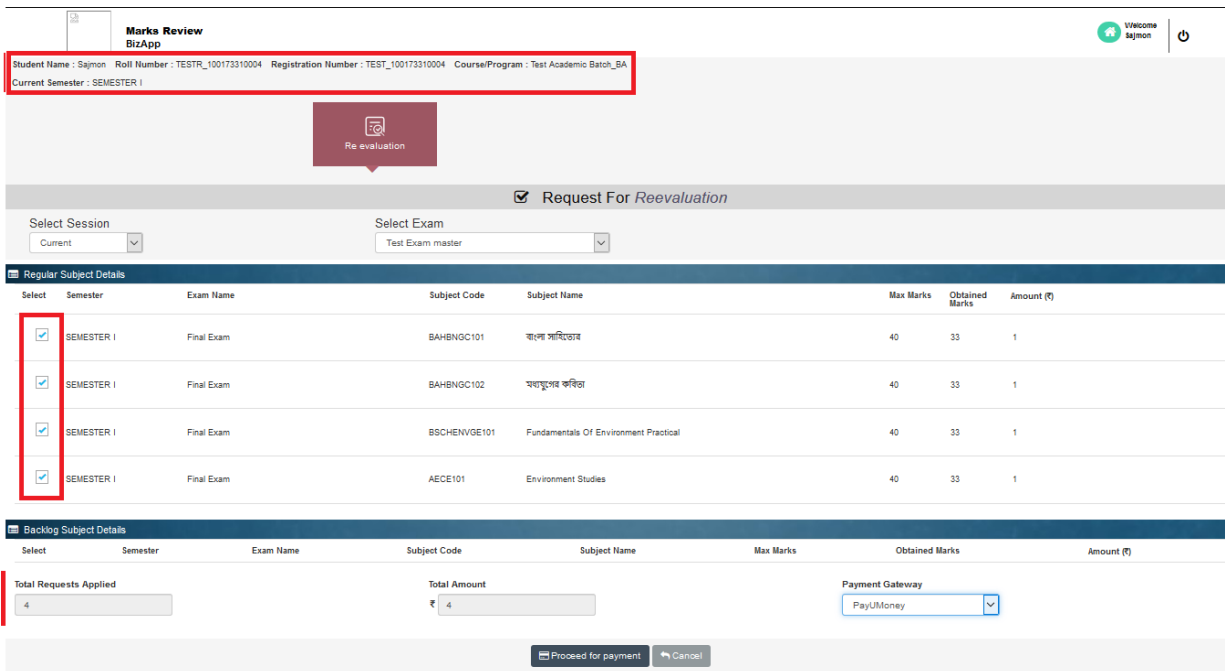 Marks Review
BizApp
Welcome
Sajmon
Student Name : Sajmon Roll Number : TESTR_100173310004 Registration Number : TEST_100173310004 Course/Program : Test Academic Batch_BA
Current Semester : SEMESTER I
Re evaluation
Request For Reevaluation
Select Session Select Exam
Current Test Exam master
Regular Subject Details
Select Semester Exam Name Subject Code Subject Name Max Marks Obtained Marks Amount (₹)
SEMESTER I Final Exam BAHBNGC101 বাংলা সাহিত্যের 40 33 1
SEMESTER I Final Exam BAHBNGC102 মধ্যযুগের কবিতা 40 33 1
SEMESTER I Final Exam BSCHENVGE101 Fundamentals Of Environment Practical 40 33 1
SEMESTER I Final Exam AECE101 Environment Studies 40 33 1
Backlog Subject Details
Select Semester Exam Name Subject Code Subject Name Max Marks Obtained Marks Amount (₹)
Total Requests Applied Total Amount Payment Gateway
4 ₹ 4 PayUMoney
Proceed for payment Cancel